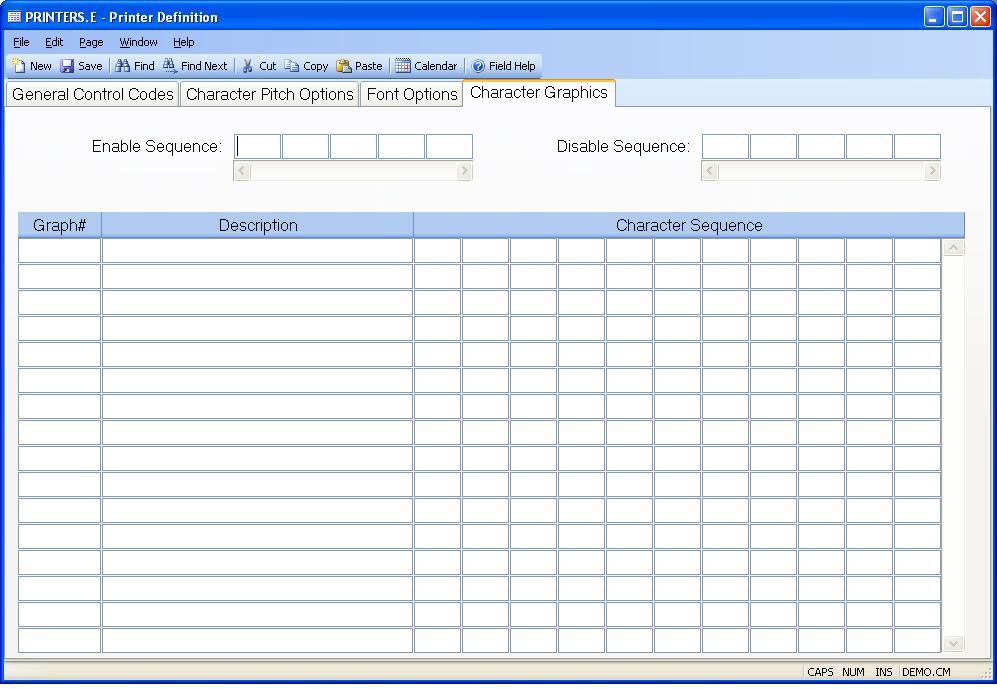 PRINTERS.E - Printer Definition
File Edit Page Window Help
New Save Find Find Next Cut Copy Paste Calendar Field Help
General Control Codes Character Pitch Options Font Options Character Graphics
Enable Sequence: Disable Sequence:
Graph# Description Character Sequence
CAPS NUM INS DEMO.CM